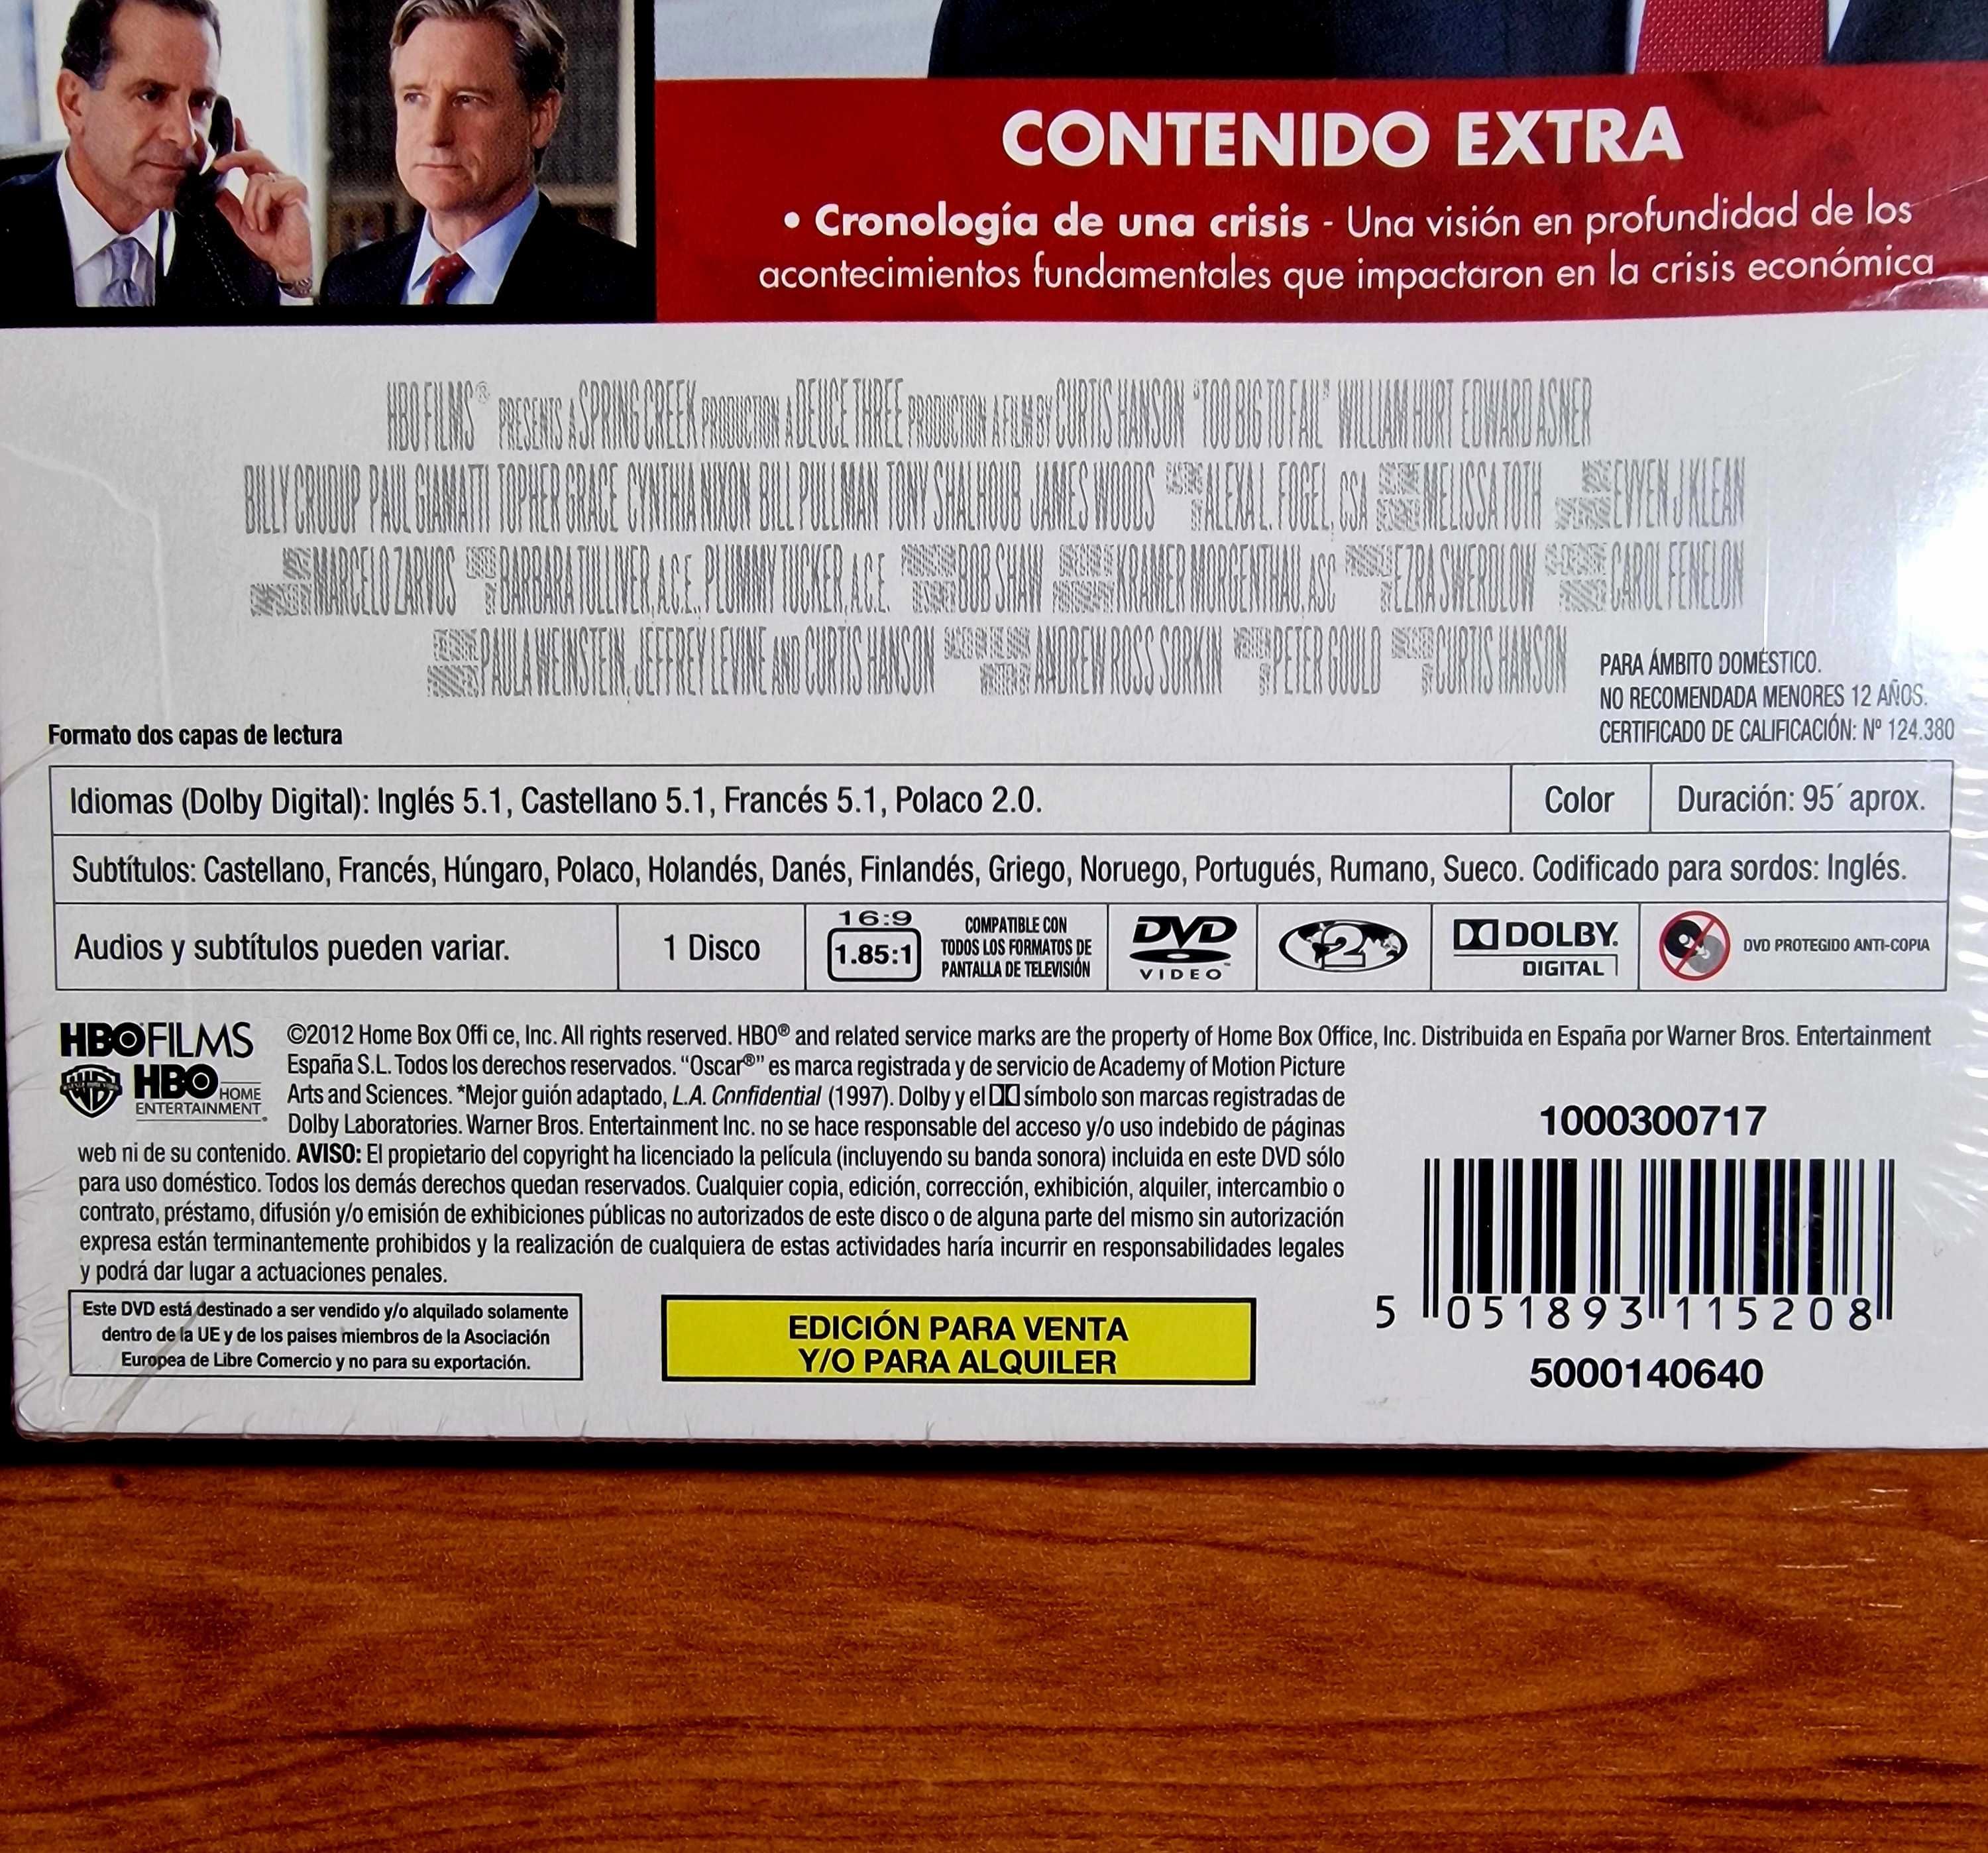 CONTENIDO EXTRA
• Cronología de una crisis - Una visión en profundidad de los
acontecimientos fundamentales que impactaron en la crisis económica
HBO FILMS® PRESENTS A SPRING CREEK PRODUCTION A DEUCE THREE PRODUCTION A FILM BY CURTIS HANSON "TOO BIG TO FAIL" WILLIAM HURT EDWARD ASNER
BILLY CRUDUP PAUL GIAMATTI TOPHER GRACE CYNTHIA NIXON BILL PULLMAN TONY SHALHOUB JAMES WOODS ALEXA L. FOGEL, CSA MELISSA TOTH EVYEN J KLEAN
MARCELO ZARVOS BARBARA TULLIVER, A.C.E., PLUMMY TUCKER, A.C.E. BOB SHAW KRAMER MORGENTHAU, ASC EZRA SWERDLOW CAROL FENELON
PAULA WEINSTEIN, JEFFREY LEVINE AND CURTIS HANSON ANDREW ROSS SORKIN PETER GOULD CURTIS HANSON
PARA ÁMBITO DOMÉSTICO.
NO RECOMENDADA MENORES 12 AÑOS.
CERTIFICADO DE CALIFICACIÓN: Nº 124.380
Formato dos capas de lectura
Idiomas (Dolby Digital): Inglés 5.1, Castellano 5.1, Francés 5.1, Polaco 2.0.
Color
Duración: 95´ aprox.
Subtítulos: Castellano, Francés, Húngaro, Polaco, Holandés, Danés, Finlandés, Griego, Noruego, Portugués, Rumano, Sueco. Codificado para sordos: Inglés.
Audios y subtítulos pueden variar.
1 Disco
16:9
1.85:1
COMPATIBLE CON
TODOS LOS FORMATOS DE
PANTALLA DE TELEVISIÓN
DVD
VIDEO™
2
DOLBY.
DIGITAL
DVD PROTEGIDO ANTI-COPIA
HBO FILMS
HBO HOME
ENTERTAINMENT®
©2012 Home Box Offi ce, Inc. All rights reserved. HBO® and related service marks are the property of Home Box Office, Inc. Distribuida en España por Warner Bros. Entertainment
España S.L. Todos los derechos reservados. “Oscar®” es marca registrada y de servicio de Academy of Motion Picture
Arts and Sciences. *Mejor guión adaptado, L.A. Confidential (1997). Dolby y el símbolo son marcas registradas de
Dolby Laboratories. Warner Bros. Entertainment Inc. no se hace responsable del acceso y/o uso indebido de páginas
web ni de su contenido. AVISO: El propietario del copyright ha licenciado la película (incluyendo su banda sonora) incluida en este DVD sólo
para uso doméstico. Todos los demás derechos quedan reservados. Cualquier copia, edición, corrección, exhibición, alquiler, intercambio o
contrato, préstamo, difusión y/o emisión de exhibiciones públicas no autorizados de este disco o de alguna parte del mismo sin autorización
expresa están terminantemente prohibidos y la realización de cualquiera de estas actividades haría incurrir en responsabilidades legales
y podrá dar lugar a actuaciones penales.
Este DVD está destinado a ser vendido y/o alquilado solamente
dentro de la UE y de los paises miembros de la Asociación
Europea de Libre Comercio y no para su exportación.
EDICIÓN PARA VENTA
Y/O PARA ALQUILER
1000300717
5 051893 115208
5000140640